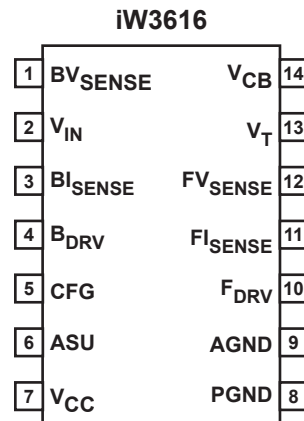 iW3616
1 BVSENSE VCB 14
2 VIN VT 13
3 BISENSE FVSENSE 12
4 BDRV FISENSE 11
5 CFG FDRV 10
6 ASU AGND 9
7 VCC PGND 8